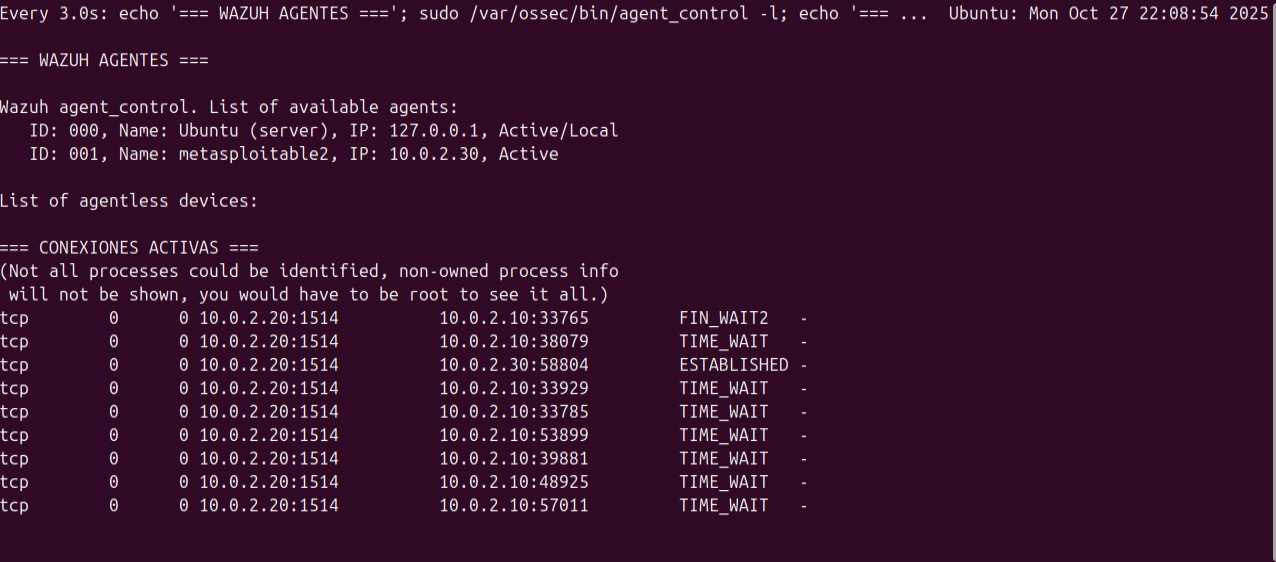 Every 3.0s: echo '=== WAZUH AGENTES ==='; sudo /var/ossec/bin/agent_control -l; echo '=== ...  Ubuntu: Mon Oct 27 22:08:54 2025
=== WAZUH AGENTES ===
Wazuh agent_control. List of available agents:
   ID: 000, Name: Ubuntu (server), IP: 127.0.0.1, Active/Local
   ID: 001, Name: metasploitable2, IP: 10.0.2.30, Active
List of agentless devices:
=== CONEXIONES ACTIVAS ===
(Not all processes could be identified, non-owned process info
 will not be shown, you would have to be root to see it all.)
tcp        0      0 10.0.2.20:1514          10.0.2.10:33765         FIN_WAIT2   -
tcp        0      0 10.0.2.20:1514          10.0.2.10:38079         TIME_WAIT   -
tcp        0      0 10.0.2.20:1514          10.0.2.30:58804         ESTABLISHED -
tcp        0      0 10.0.2.20:1514          10.0.2.10:33929         TIME_WAIT   -
tcp        0      0 10.0.2.20:1514          10.0.2.10:33785         TIME_WAIT   -
tcp        0      0 10.0.2.20:1514          10.0.2.10:53899         TIME_WAIT   -
tcp        0      0 10.0.2.20:1514          10.0.2.10:39881         TIME_WAIT   -
tcp        0      0 10.0.2.20:1514          10.0.2.10:48925         TIME_WAIT   -
tcp        0      0 10.0.2.20:1514          10.0.2.10:57011         TIME_WAIT   -